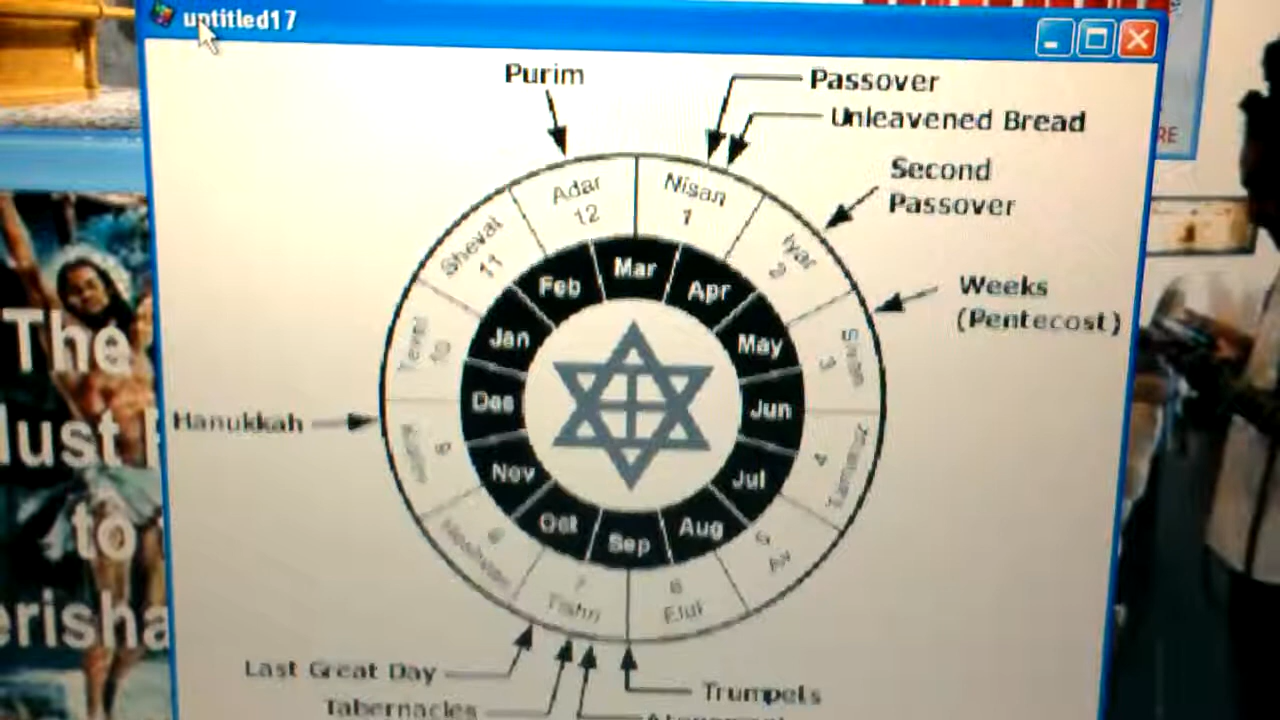 untitled17
Purim
Passover
Unleavened Bread
Second
Passover
Weeks
(Pentecost)
Adar
12
Nisan
1
Iyar
2
Sivan
3
4
5
Av
6
Elul
7
Tishri
Shevat
11
10
9
8
Mar
Apr
May
Jun
Jul
Aug
Sep
Oct
Nov
Dec
Jan
Feb
Hanukkah
Last Great Day
Tabernacles
Trumpets
The
to
RE